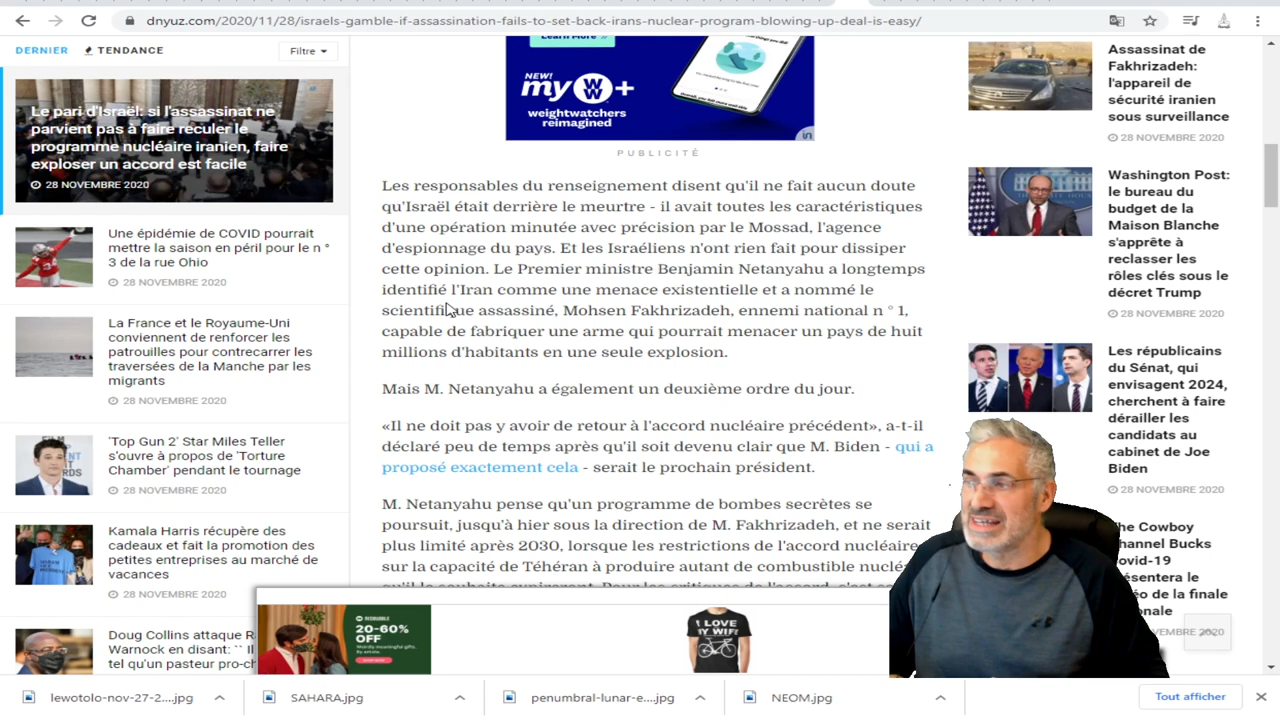 dnyuz.com/2020/11/28/israels-gamble-if-assassination-fails-to-set-back-irans-nuclear-program-blowing-up-deal-is-easy/
DERNIER
TENDANCE
Filtre
Le pari d'Israël: si l'assassinat ne
parvient pas à faire reculer le
programme nucléaire iranien, faire
exploser un accord est facile
28 NOVEMBRE 2020
Une épidémie de COVID pourrait
mettre la saison en péril pour le n °
3 de la rue Ohio
28 NOVEMBRE 2020
La France et le Royaume-Uni
conviennent de renforcer les
patrouilles pour contrecarrer les
traversées de la Manche par les
migrants
28 NOVEMBRE 2020
'Top Gun 2' Star Miles Teller
s'ouvre à propos de 'Torture
Chamber' pendant le tournage
28 NOVEMBRE 2020
Kamala Harris récupère des
cadeaux et fait la promotion des
petites entreprises au marché de
vacances
28 NOVEMBRE 2020
Doug Collins attaque
Warnock en disant: `` Il
tel qu'un pasteur
NEW!
my W +
weightwatchers
reimagined
PUBLICITÉ
Les responsables du renseignement disent qu'il ne fait aucun doute
qu'Israël était derrière le murtre - il avait toutes les caractéristiques
d'une opération minutée avec précision par le Mossad, l'agence
d'espionnage du pays. Et les Israéliens n'ont rien fait pour dissiper
cette opinion. Le Premier ministre Benjamin Netanyahu a longtemps
identifié l'Iran comme une menace existentielle et a nommé le
scientifique assassiné, Mohsen Fakhrizadeh, ennemi national n ° 1,
capable de fabriquer une arme qui pourrait menacer un pays de huit
millions d'habitants en une seule explosion.
Mais M. Netanyahu a également un deuxième ordre du jour.
«Il ne doit pas y avoir de retour à l'accord nucléaire précédent», a-t-il
déclaré peu de temps après qu'il soit devenu clair que M. Biden - qui a
proposé exactement cela - serait le prochain président.
M. Netanyahu pense qu'un programme de bombes secrètes se
poursuit, jusqu'à hier sous la direction de M. Fakhrizadeh, et ne serait
plus limité après 2030, lorsque les restrictions de l'accord nucléaire
sur la capacité de Téhéran à produire autant de combustible
20-60%
OFF
I LOVE
MY WIFE
Assassinat de
Fakhrizadeh:
l'appareil de
sécurité iranien
sous surveillance
28 NOVEMBRE 2020
Washington Post:
le bureau du
budget de la
Maison Blanche
s'apprête à
reclasser les
rôles clés sous le
décret Trump
28 NOVEMBRE 2020
Les républicains
du Sénat, qui
envisagent 2024,
cherchent à faire
dérailler les
candidats au
cabinet de Joe
Biden
28 NOVEMBRE 2020
The Cowboy
Channel Bucks
Covid-19
présentera le
de la finale
lewotolo-nov-27-2....jpg
SAHARA.jpg
penumbral-lunar-e....jpg
NEOM.jpg
Tout afficher